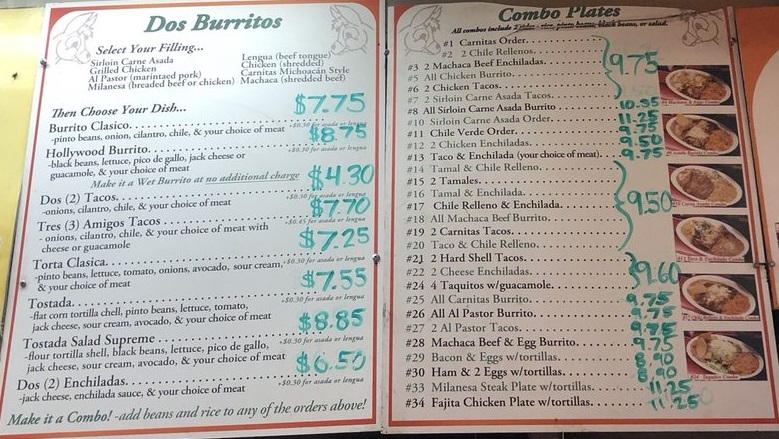 Dos Burritos
Select Your Filling...
Sirloin Carne Asada
Grilled Chicken
Al Pastor (marintaed pork)
Milanesa (breaded beef or chicken)
Lengua (beef tongue)
Chicken (shredded)
Carnitas Michoacán Style
Machaca (shredded beef)
Then Choose Your Dish...
$7.75
Burrito Clasico
+$0.30 for asada or lengua
-pinto beans, onion, cilantro, chile, & your choice of meat
$8.75
Hollywood Burrito
+$0.30 for asada or lengua
-black beans, lettuce, pico de gallo, jack cheese or
guacamole, & your choice of meat
Make it a Wet Burrito at no additional charge
$4.30
Dos (2) Tacos
+$0.30 for asada or lengua
-onions, cilantro, chile, & your choice of meat
$7.70
Tres (3) Amigos Tacos
+$0.45 for asada or lengua
- onions, cilantro, chile, & your choice of meat with
cheese or guacamole
$7.25
Torta Clasica
+$0.30 for asada or lengua
-pinto beans, lettuce, tomato, onions, avocado, sour cream,
& your choice of meat
$7.55
Tostada
+$0.30 for asada or lengua
-flat corn tortilla chell, pinto beans, lettuce, tomato,
jack cheese, sour cream, avocado, & your choice of meat
$8.85
Tostada Salad Supreme
+$0.30 for asada or lengua
-flour tortilla shell, black beans, lettuce, pico de gallo,
jack cheese, sour cream, avocado, & your choice of meat
$6.50
Dos (2) Enchiladas
+$0.30 for asada or lengua
-jack cheese, enchilada sauce, & your choice of meat
Make it a Combo! -add beans and rice to any of the orders above!
Combo Plates
All combos include rice, pinto beans, black beans, or salad.
#1 Carnitas Order
#2 2 Chile Rellenos
#3 2 Machaca Beef Enchiladas
#5 All Chicken Burrito
#6 2 Chicken Tacos
#7 2 Sirloin Carne Asada Tacos
9.75
#8 All Sirloin Carne Asada Burrito 10.95
#10 Sirloin Carne Asada Order 11.25
#11 Chile Verde Order 9.75
#12 2 Chicken Enchiladas 9.50
#13 Taco & Enchilada (your choice of meat) 9.75
#14 Tamal & Chile Relleno
#15 2 Tamales
#16 Tamal & Enchilada
#17 Chile Relleno & Enchilada
#18 All Machaca Beef Burrito
#19 2 Carnitas Tacos
#20 Taco & Chile Relleno
9.50
#21 2 Hard Shell Tacos
#22 2 Cheese Enchiladas
#24 4 Taquitos w/guacamole
9.60
#25 All Carnitas Burrito 9.75
#26 All Al Pastor Burrito 9.75
#27 2 Al Pastor Tacos 9.75
#28 Machaca Beef & Egg Burrito 9.75
#29 Bacon & Eggs w/tortillas 8.90
#30 Ham & 2 Eggs w/tortillas 8.90
#33 Milanesa Steak Plate w/tortillas 11.25
#34 Fajita Chicken Plate w/tortillas 11.25